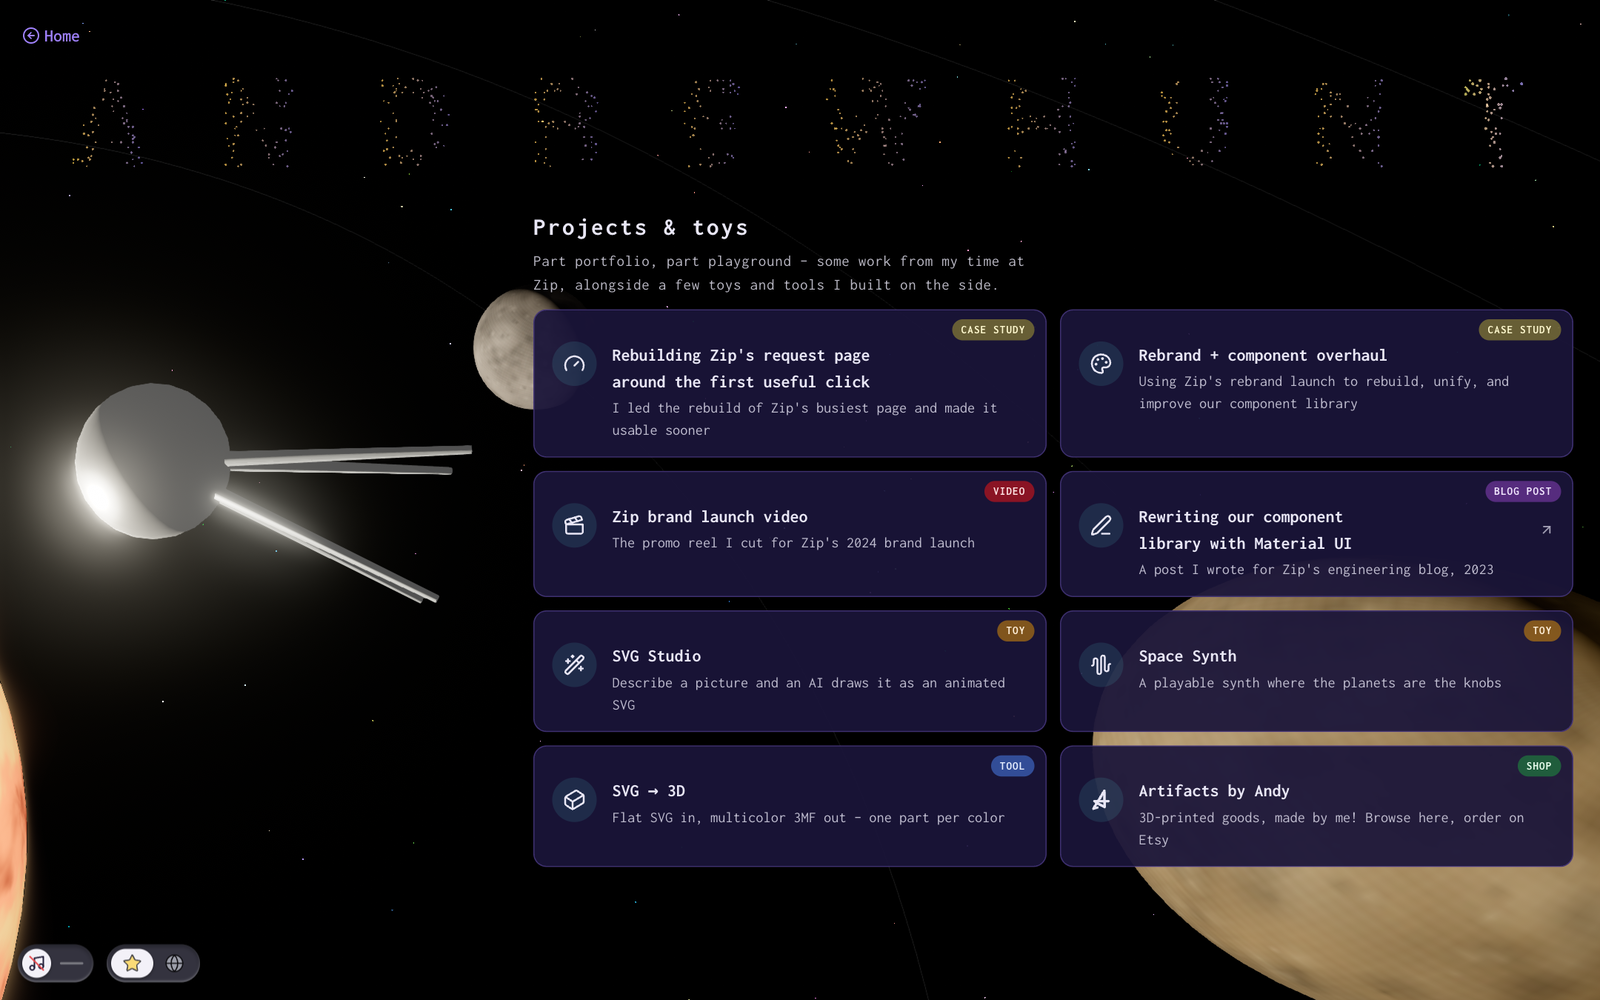 Home
ANDREW HUNT
Projects & toys
Part portfolio, part playground – some work from my time at
Zip, alongside a few toys and tools I built on the side.
CASE STUDY
Rebuilding Zip's request page
around the first useful click
I led the rebuild of Zip's busiest page and made it
usable sooner
CASE STUDY
Rebrand + component overhaul
Using Zip's rebrand launch to rebuild, unify, and
improve our component library
VIDEO
Zip brand launch video
The promo reel I cut for Zip's 2024 brand launch
BLOG POST
Rewriting our component
library with Material UI
A post I wrote for Zip's engineering blog, 2023
TOY
SVG Studio
Describe a picture and an AI draws it as an animated
SVG
TOY
Space Synth
A playable synth where the planets are the knobs
TOOL
SVG → 3D
Flat SVG in, multicolor 3MF out – one part per color
SHOP
Artifacts by Andy
3D-printed goods, made by me! Browse here, order on
Etsy